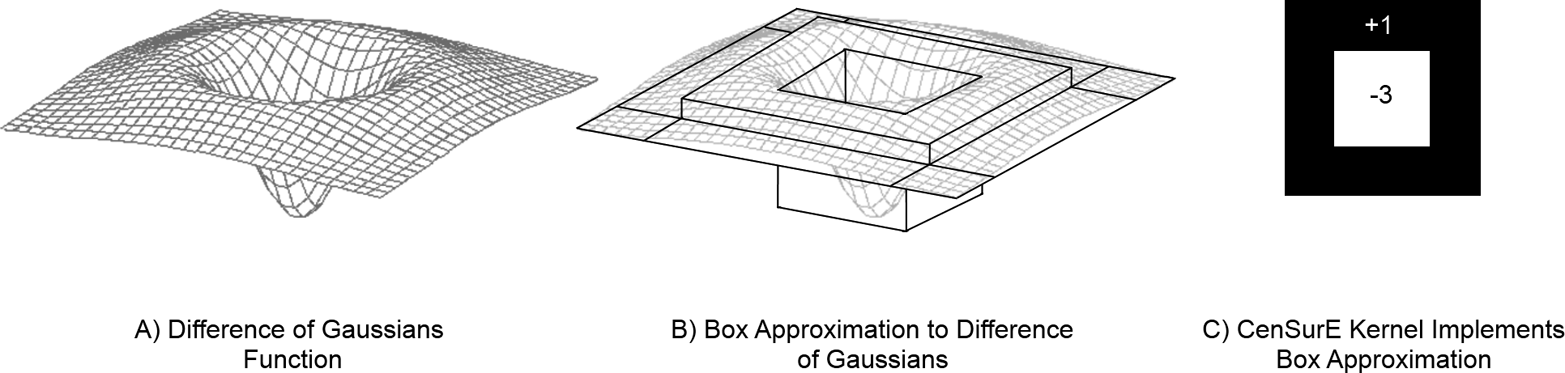 +1
-3
A) Difference of Gaussians
Function
B) Box Approximation to Difference
of Gaussians
C) CenSurE Kernel Implements
Box Approximation